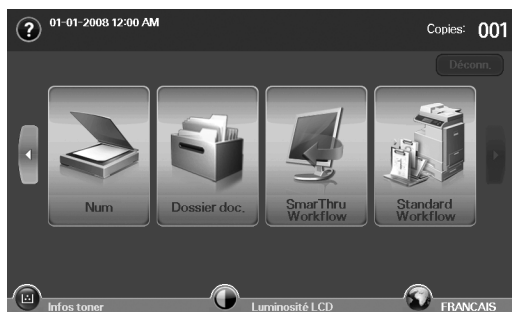 ?
01-01-2008 12:00 AM
Copies: 001
Déconn.
Num
Dossier doc.
SmarThru
Workflow
Standard
Workflow
Infos toner
Luminosité LCD
FRANCAIS